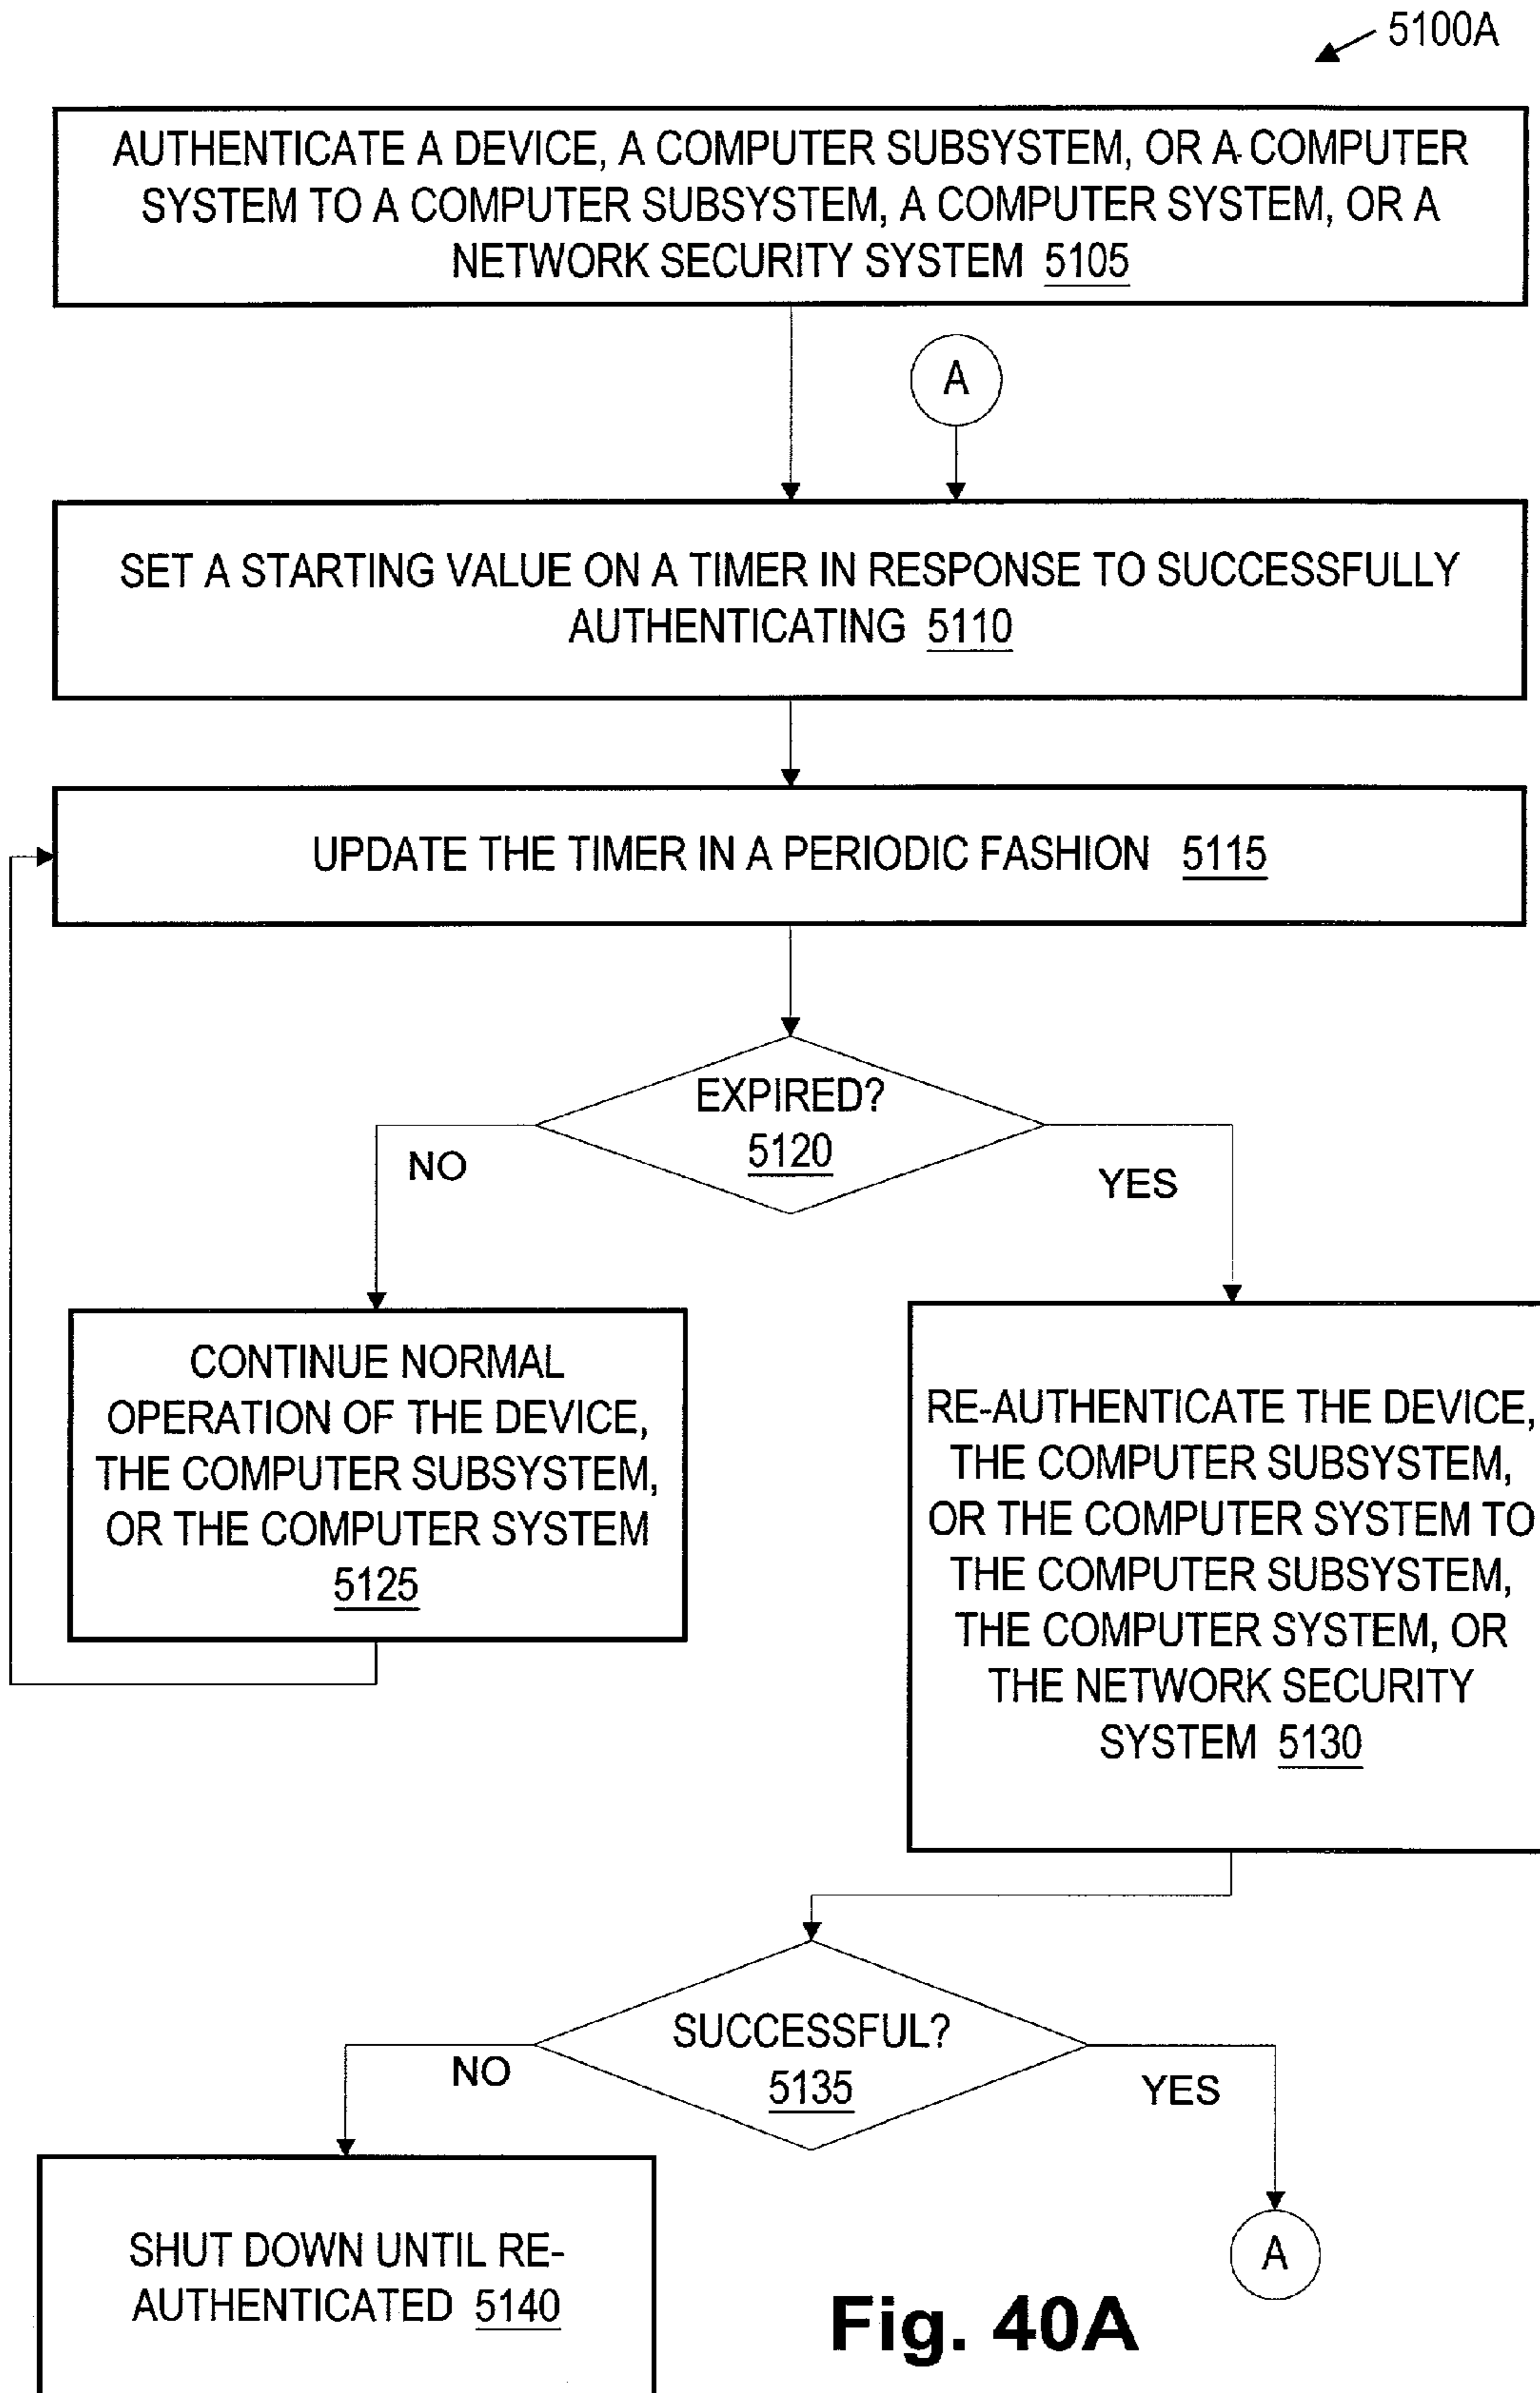 5100A
AUTHENTICATE A DEVICE, A COMPUTER SUBSYSTEM, OR A COMPUTER
SYSTEM TO A COMPUTER SUBSYSTEM, A COMPUTER SYSTEM, OR A
NETWORK SECURITY SYSTEM 5105
A
SET A STARTING VALUE ON A TIMER IN RESPONSE TO SUCCESSFULLY
AUTHENTICATING 5110
UPDATE THE TIMER IN A PERIODIC FASHION 5115
EXPIRED?
5120
NO
YES
CONTINUE NORMAL
OPERATION OF THE DEVICE,
THE COMPUTER SUBSYSTEM,
OR THE COMPUTER SYSTEM
5125
RE-AUTHENTICATE THE DEVICE,
THE COMPUTER SUBSYSTEM,
OR THE COMPUTER SYSTEM TO
THE COMPUTER SUBSYSTEM,
THE COMPUTER SYSTEM, OR
THE NETWORK SECURITY
SYSTEM 5130
SUCCESSFUL?
5135
NO
YES
SHUT DOWN UNTIL RE-
AUTHENTICATED 5140
A
Fig. 40A